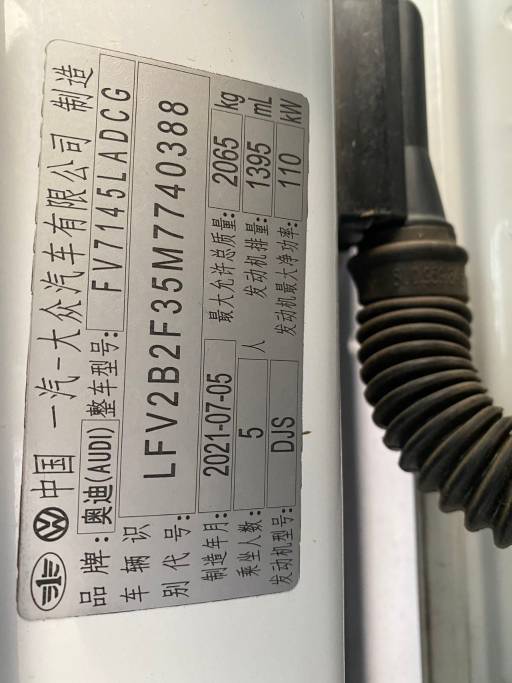 中国 一汽-大众汽车有限公司 制造
品牌: 奥迪(AUDI) 整车型号: FV7145LADCG
车辆识别代号: LFV2B2F35M7740388
制造年月: 2021-07-05 最大允许总质量: 2065 kg
乘坐人数: 5 人 发动机排量: 1395 mL
发动机型号: DJS 发动机最大净功率: 110 kW